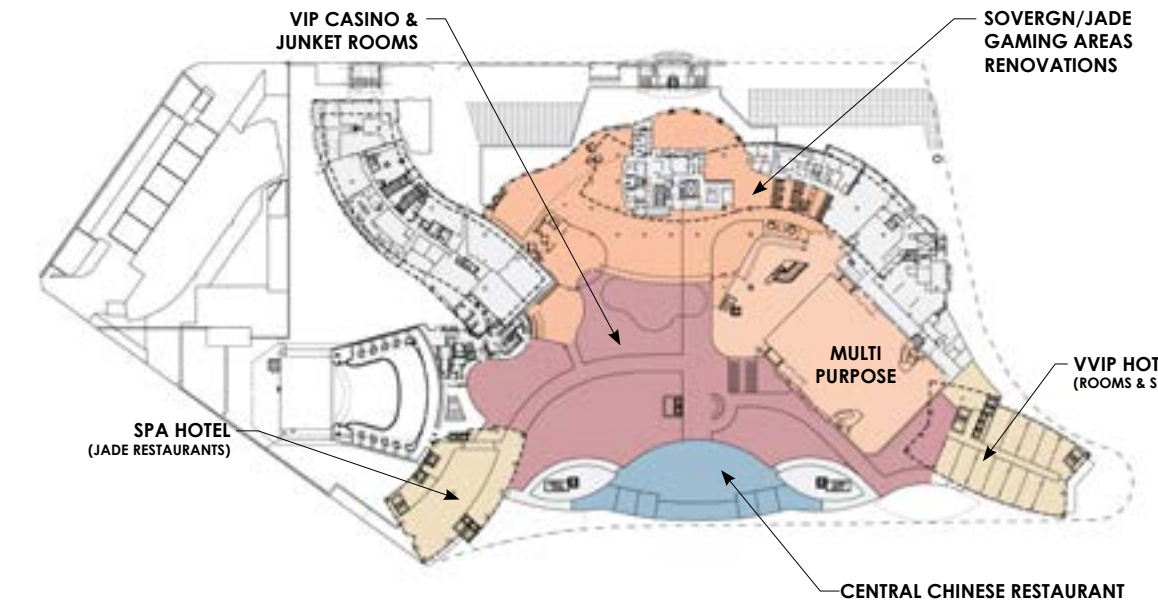 VIP CASINO &
JUNKET ROOMS
SOVERGN/JADE
GAMING AREAS
RENOVATIONS
MULTI
PURPOSE
VVIP HOT
(ROOMS & S
SPA HOTEL
(JADE RESTAURANTS)
CENTRAL CHINESE RESTAURANT